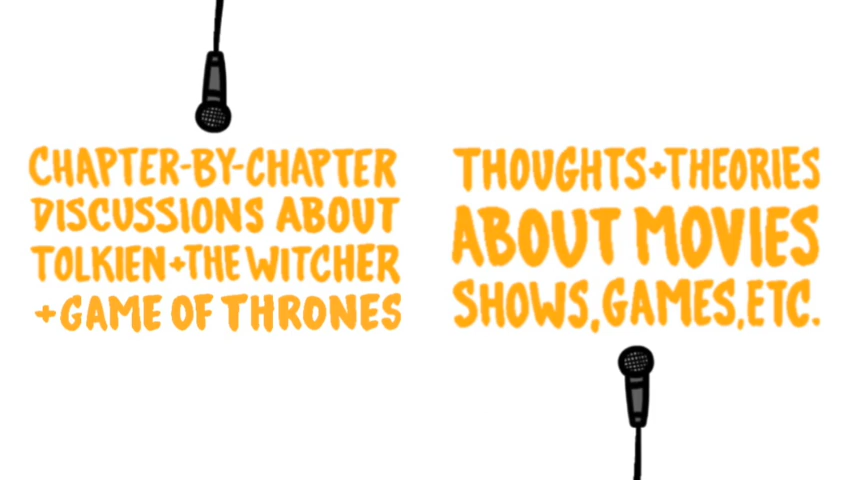 CHAPTER-BY-CHAPTER
DISCUSSIONS ABOUT
TOLKIEN+THE WITCHER
+GAME OF THRONES
THOUGHTS+THEORIES
ABOUT MOVIES
SHOWS, GAMES, ETC.